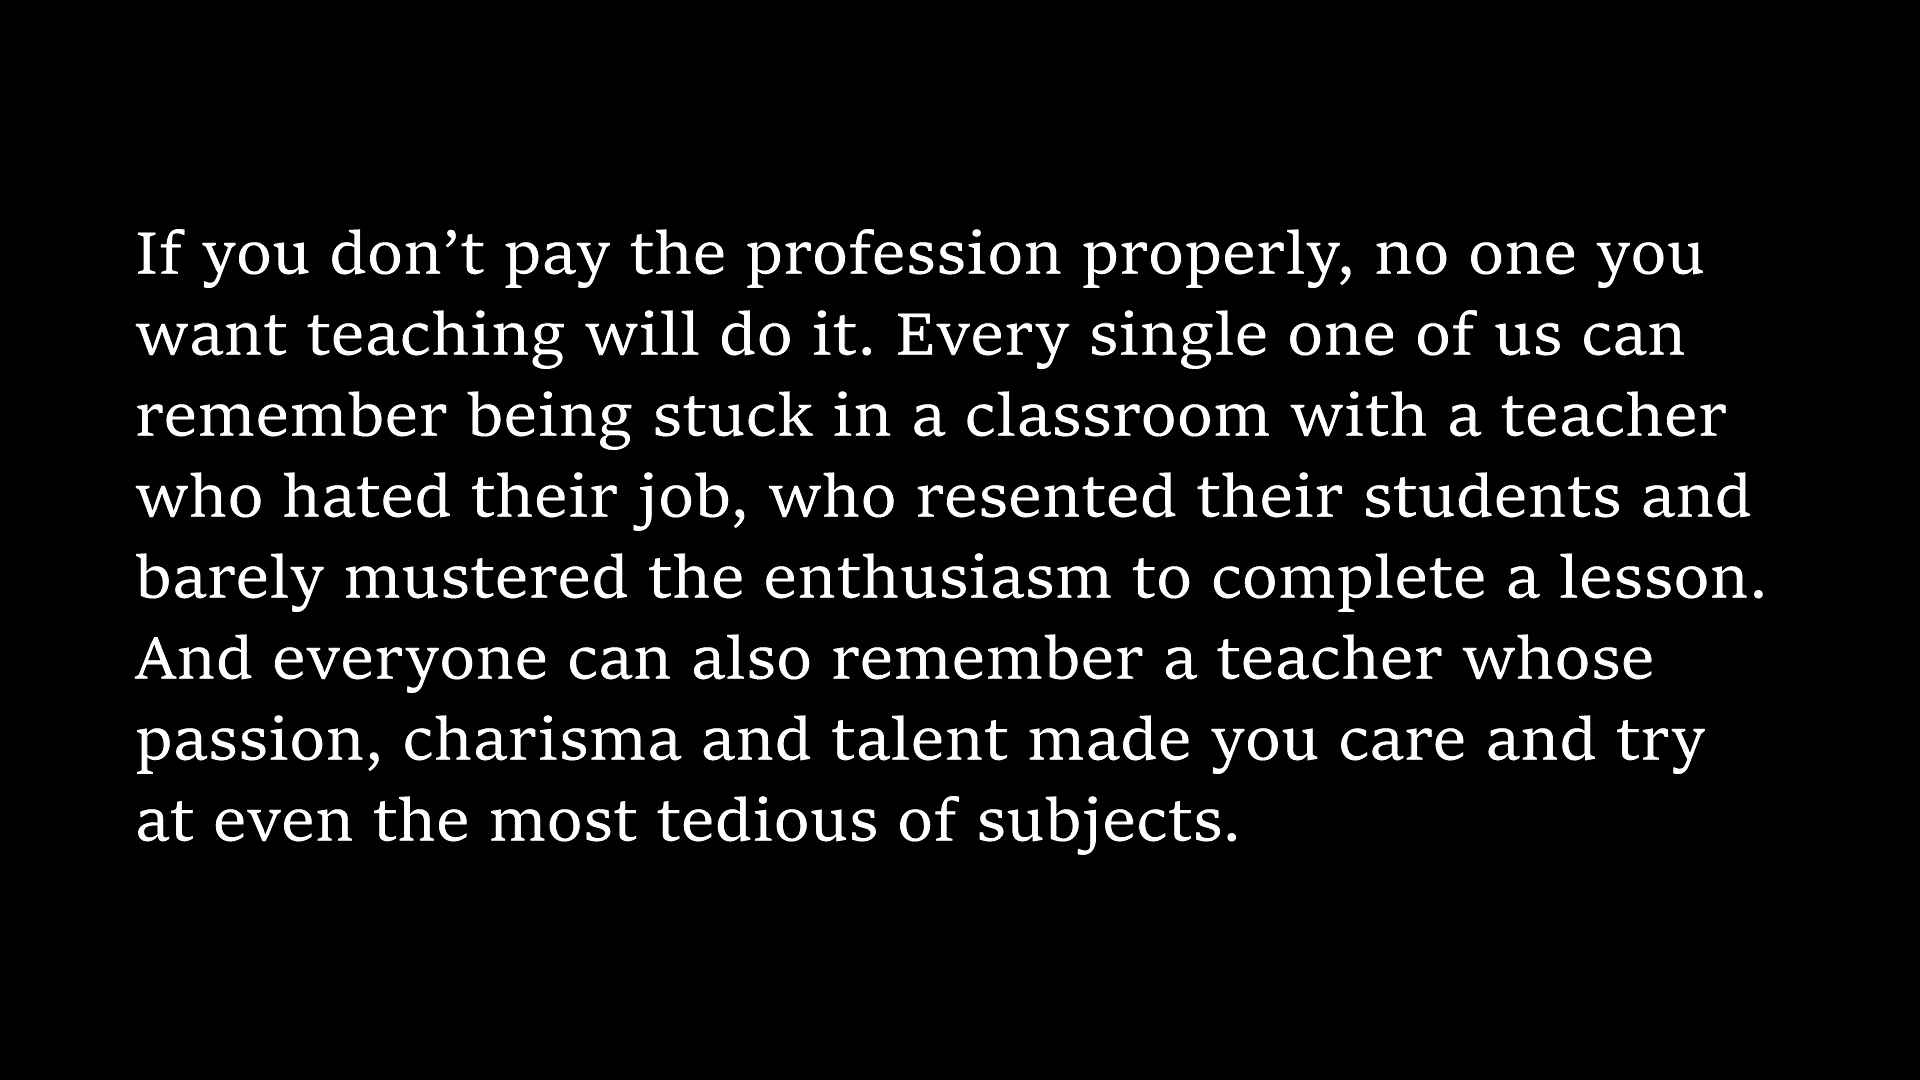 If you don’t pay the profession properly, no one you
want teaching will do it. Every single one of us can
remember being stuck in a classroom with a teacher
who hated their job, who resented their students and
barely mustered the enthusiasm to complete a lesson.
And everyone can also remember a teacher whose
passion, charisma and talent made you care and try
at even the most tedious of subjects.